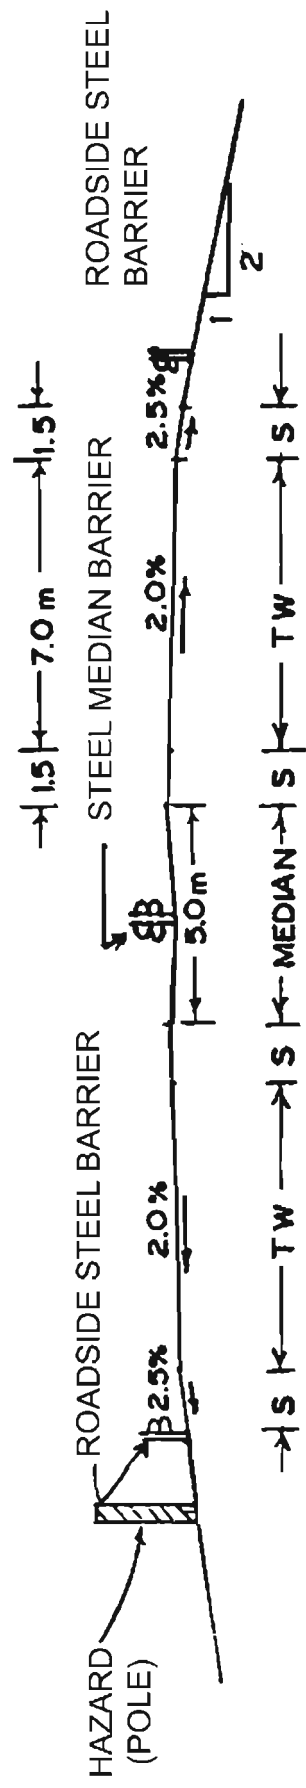 HAZARD
(POLE)
ROADSIDE STEEL BARRIER
STEEL MEDIAN BARRIER
ROADSIDE STEEL
BARRIER
1.5
7.0 m
1.5
2.5%
2.0%
5.0m
2.0%
2.5%
1
2
S
TW
S
MEDIAN
S
TW
S